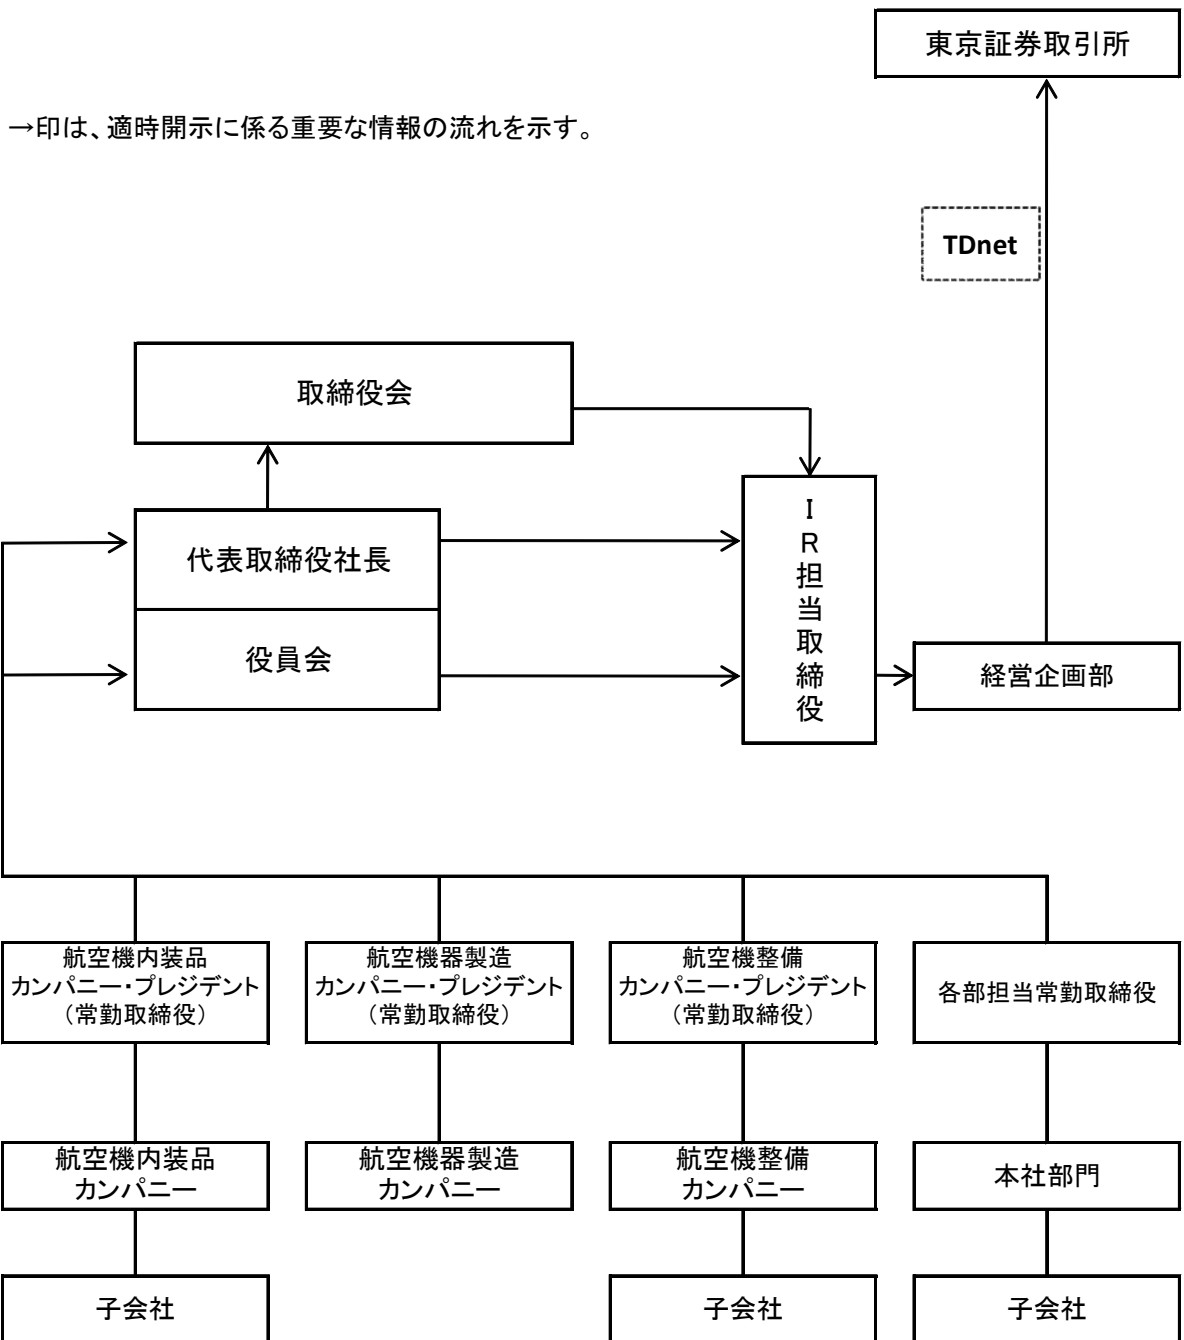 東京証券取引所
→印は、適時開示に係る重要な情報の流れを示す。
TDnet
取締役会
代表取締役社長
役員会
ＩＲ担当取締役
経営企画部
航空機内装品
カンパニー・プレジデント
（常勤取締役）
航空機器製造
カンパニー・プレジデント
（常勤取締役）
航空機整備
カンパニー・プレジデント
（常勤取締役）
各部担当常勤取締役
航空機内装品
カンパニー
航空機器製造
カンパニー
航空機整備
カンパニー
本社部門
子会社
子会社
子会社